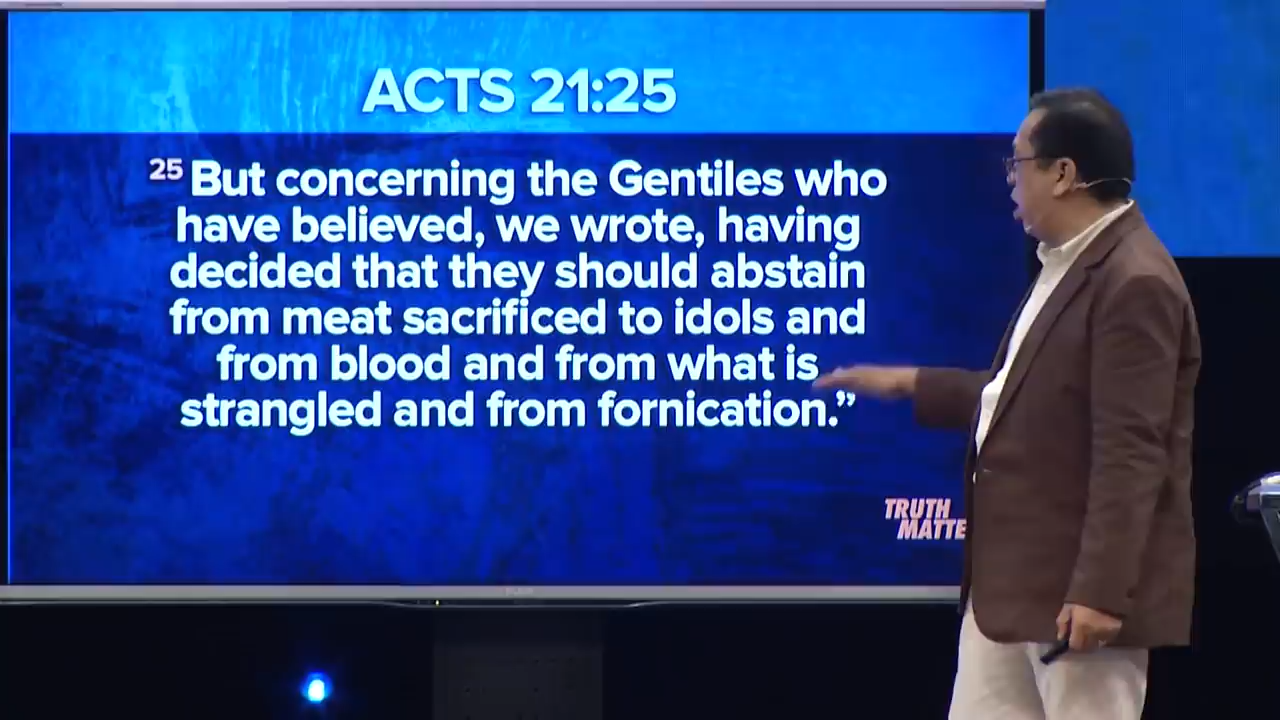 ACTS 21:25
25 But concerning the Gentiles who
have believed, we wrote, having
decided that they should abstain
from meat sacrificed to idols and
from blood and from what is
strangled and from fornication.”
TRUTH
MATTE